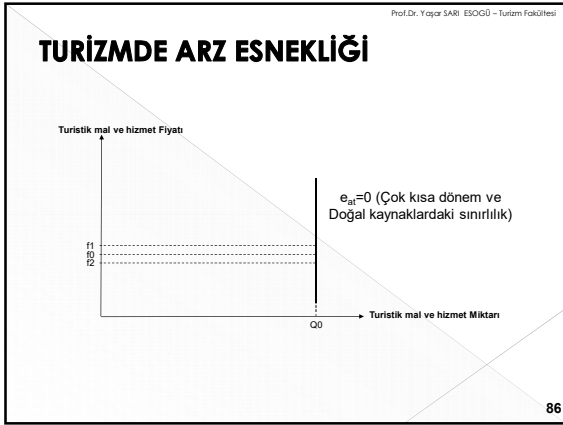 Prof.Dr. Yaşar SARI ESOGÜ – Turizm Fakültesi
TURİZMDE ARZ ESNEKLİĞİ
Turistik mal ve hizmet Fiyatı
e_at=0 (Çok kısa dönem ve
Doğal kaynaklardaki sınırlılık)
f1
f0
f2
Turistik mal ve hizmet Miktarı
Q0
86